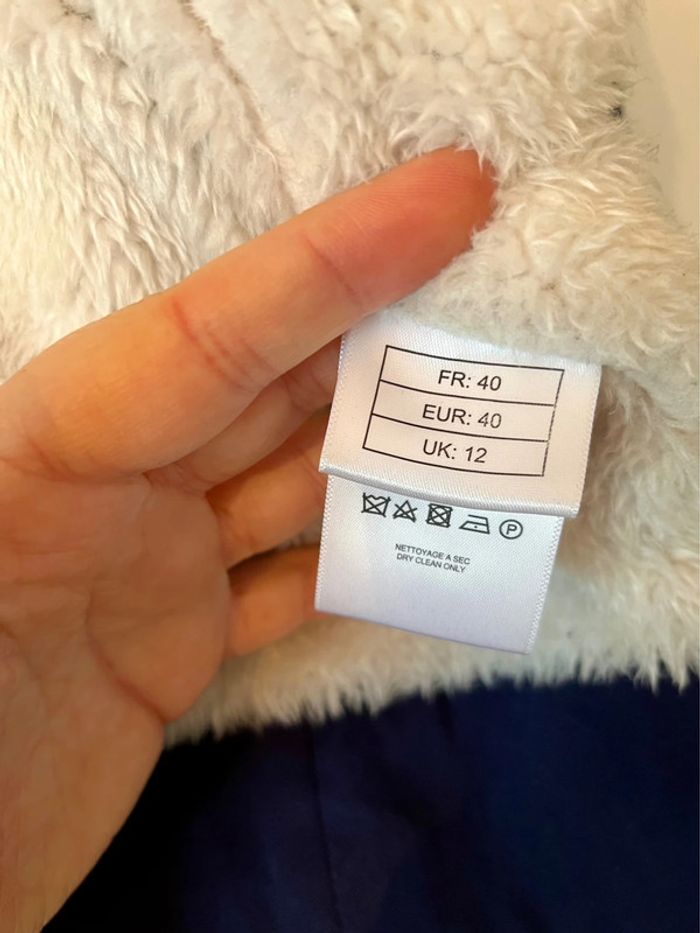 FR: 40
EUR: 40
UK: 12
P
NETTOYAGE A SEC
DRY CLEAN ONLY